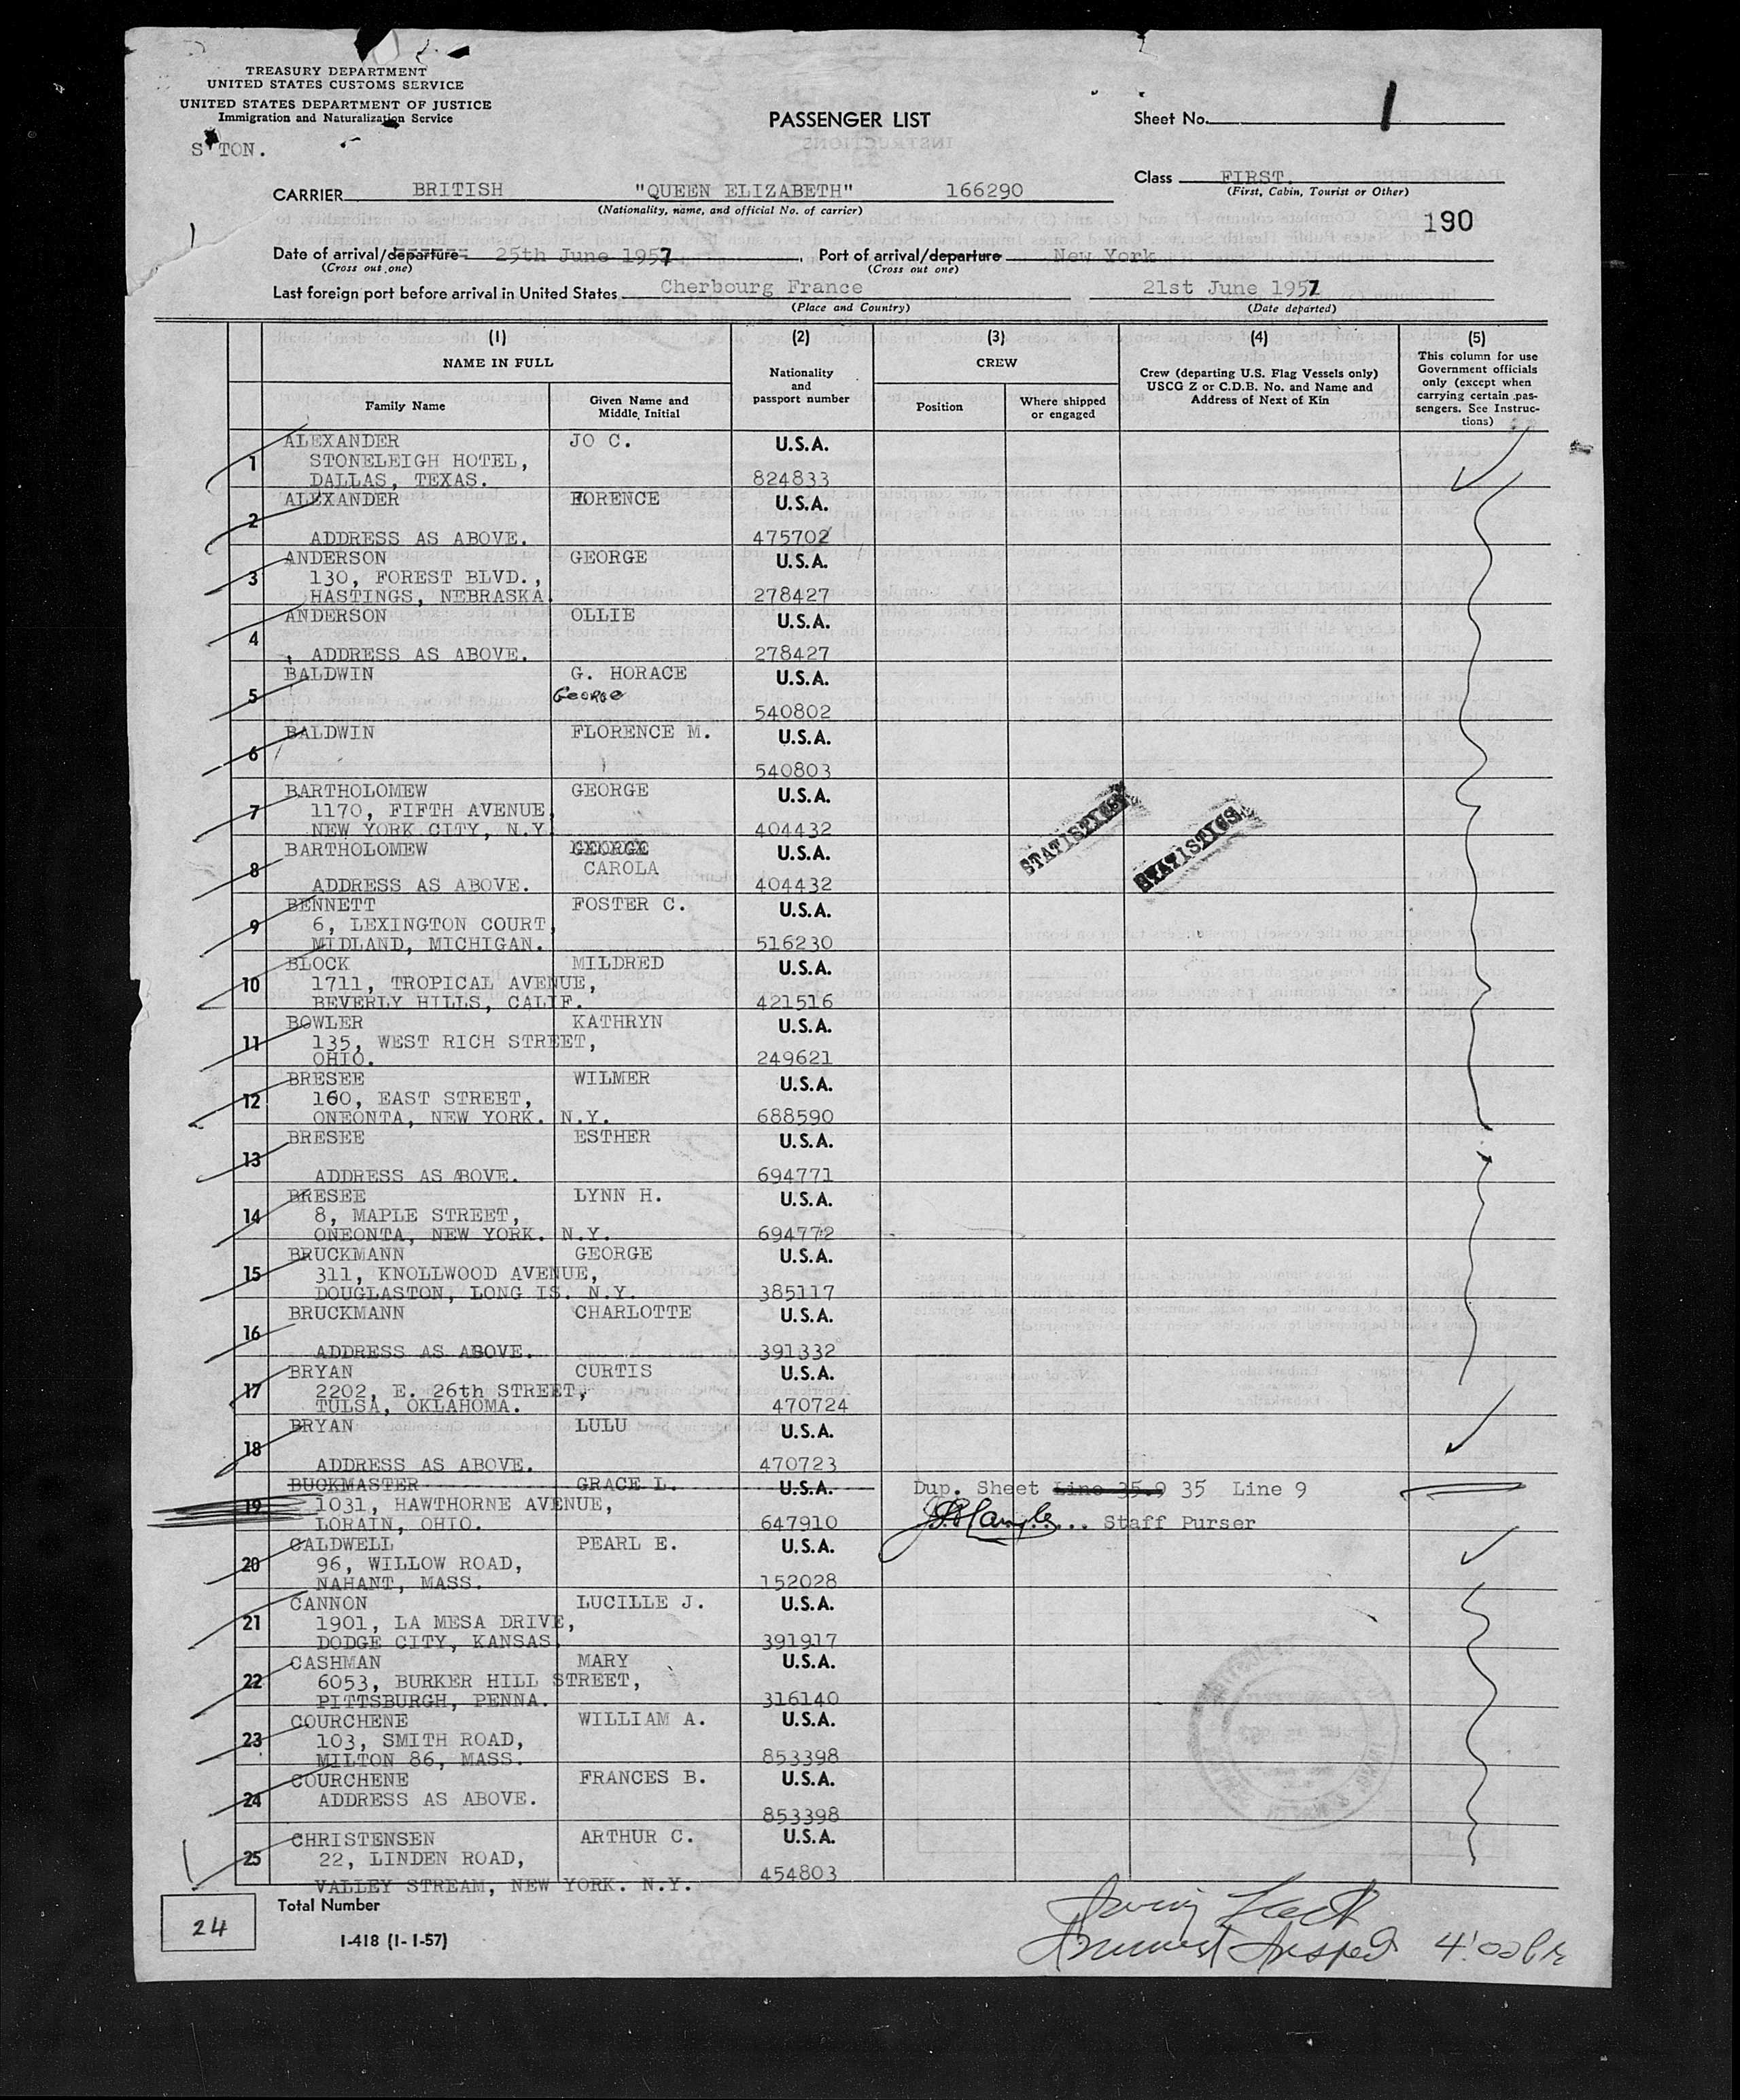 TREASURY DEPARTMENT
UNITED STATES CUSTOMS SERVICE
UNITED STATES DEPARTMENT OF JUSTICE
Immigration and Naturalization Service
S TON.
PASSENGER LIST
Sheet No. 1
Class FIRST.
(First, Cabin, Tourist or Other)
CARRIER BRITISH "QUEEN ELIZABETH" 166290
(Nationality, name, and official No. of carrier)
190
Date of arrival/departure 25th June 1957, Port of arrival/departure New York
(Cross out one) (Cross out one)
Last foreign port before arrival in United States Cherbourg France 21st June 1957
(Place and Country) (Date departed)
(1) (2) (3) (4) (5)
NAME IN FULL
Nationality and passport number
CREW
Crew (departing U.S. Flag Vessels only) USCG Z or C.D.B. No. and Name and Address of Next of Kin
This column for use Government officials only (except when carrying certain passengers. See Instructions)
Family Name
Given Name and Middle Initial
Position
Where shipped or engaged
1 ALEXANDER JO C. U.S.A.
STONELEIGH HOTEL,
DALLAS, TEXAS. 824833
2 ALEXANDER FORENCE U.S.A.
ADDRESS AS ABOVE. 475702
3 ANDERSON GEORGE U.S.A.
130, FOREST BLVD.,
HASTINGS, NEBRASKA. 278427
4 ANDERSON OLLIE U.S.A.
ADDRESS AS ABOVE. 278427
5 BALDWIN G. HORACE U.S.A.
George
540802
6 BALDWIN FLORENCE M. U.S.A.
540803
7 BARTHOLOMEW GEORGE U.S.A.
1170, FIFTH AVENUE,
NEW YORK CITY, N.Y. 404432
STATISTICS STATISTICS
8 BARTHOLOMEW GEORGE U.S.A.
CAROLA
ADDRESS AS ABOVE. 404432
9 BENNETT FOSTER C. U.S.A.
6, LEXINGTON COURT,
MIDLAND, MICHIGAN. 516230
10 BLOCK MILDRED U.S.A.
1711, TROPICAL AVENUE,
BEVERLY HILLS, CALIF. 421516
11 BOWLER KATHRYN U.S.A.
135, WEST RICH STREET,
OHIO. 249621
12 BRESEE WILMER U.S.A.
160, EAST STREET,
ONEONTA, NEW YORK. N.Y. 688590
13 BRESEE ESTHER U.S.A.
ADDRESS AS ABOVE. 694771
14 BRESEE LYNN H. U.S.A.
8, MAPLE STREET,
ONEONTA, NEW YORK. N.Y. 694772
15 BRUCKMANN GEORGE U.S.A.
311, KNOLLWOOD AVENUE,
DOUGLASTON, LONG IS. N.Y. 385117
16 BRUCKMANN CHARLOTTE U.S.A.
ADDRESS AS ABOVE. 391332
17 BRYAN CURTIS U.S.A.
2202, E. 26th STREET,
TULSA, OKLAHOMA. 470724
18 BRYAN LULU U.S.A.
ADDRESS AS ABOVE. 470723
19 BUCKMASTER GRACE L. U.S.A. Dup. Sheet Line 35.9 35 Line 9
1031, HAWTHORNE AVENUE,
LORAIN, OHIO. 647910 Staff Purser
20 CALDWELL PEARL E. U.S.A.
96, WILLOW ROAD,
NAHANT, MASS. 152028
21 CANNON LUCILLE J. U.S.A.
1901, LA MESA DRIVE,
DODGE CITY, KANSAS. 391917
22 CASHMAN MARY U.S.A.
6053, BURKER HILL STREET,
PITTSBURGH, PENNA. 316140
23 COURCHENE WILLIAM A. U.S.A.
103, SMITH ROAD,
MILTON 86, MASS. 853398
24 COURCHENE FRANCES B. U.S.A.
ADDRESS AS ABOVE.
853398
25 CHRISTENSEN ARTHUR C. U.S.A.
22, LINDEN ROAD,
454803
VALLEY STREAM, NEW YORK. N.Y.
24 Total Number
I-418 (1-1-57)